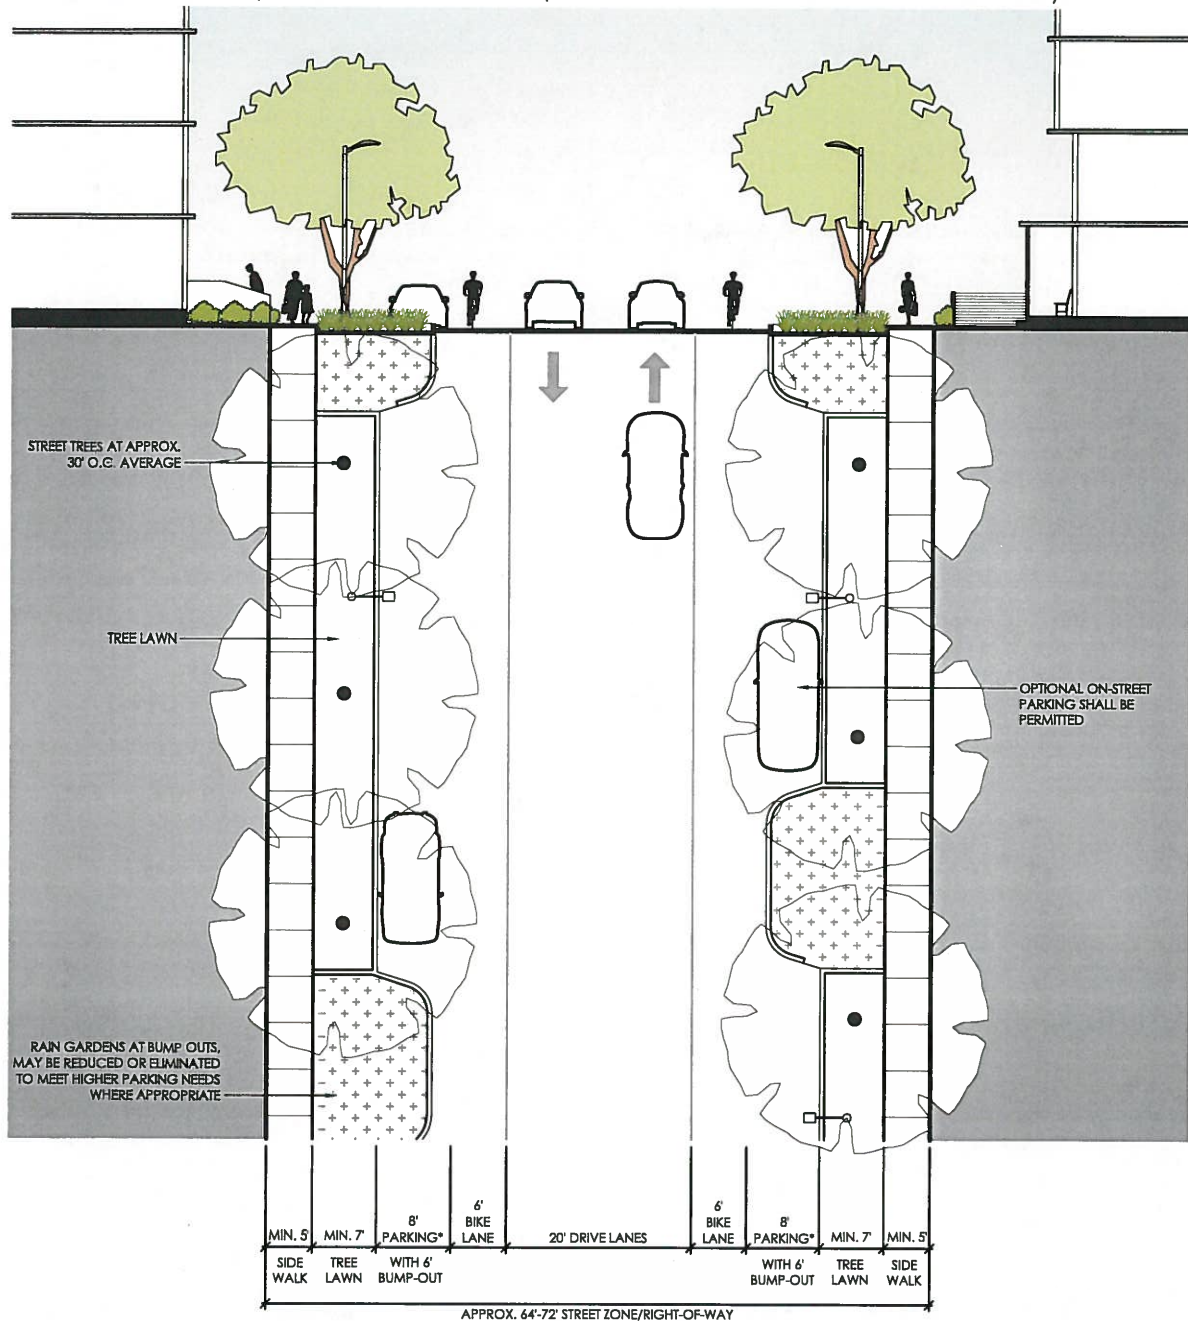 STREET TREES AT APPROX.
30' O.C. AVERAGE
TREE LAWN
OPTIONAL ON-STREET
PARKING SHALL BE
PERMITTED
RAIN GARDENS AT BUMP OUTS,
MAY BE REDUCED OR ELIMINATED
TO MEET HIGHER PARKING NEEDS
WHERE APPROPRIATE
MIN. 5'
MIN. 7'
8'
PARKING*
6'
BIKE
LANE
20' DRIVE LANES
6'
BIKE
LANE
8'
PARKING*
MIN. 7'
MIN. 5'
SIDE
WALK
TREE
LAWN
WITH 6'
BUMP-OUT
WITH 6'
BUMP-OUT
TREE
LAWN
SIDE
WALK
APPROX. 64'-72' STREET ZONE/RIGHT-OF-WAY